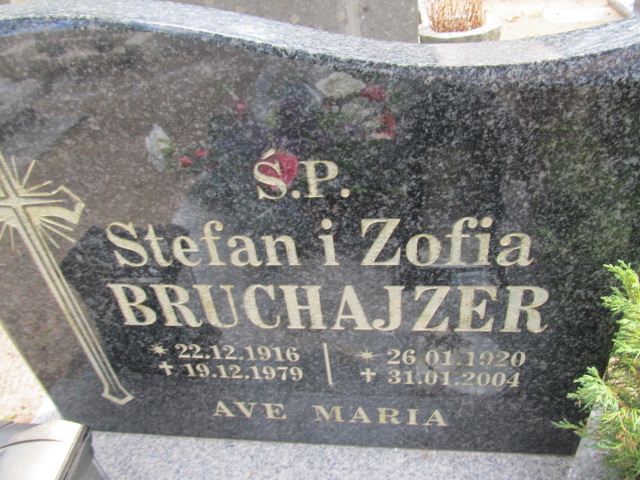 Ś.P.
Stefan i Zofia
BRUCHAJZER
* 22.12.1916 | * 26 01.1920
✝ 19.12.1979 | ✝ 31.01.2004
AVE MARIA